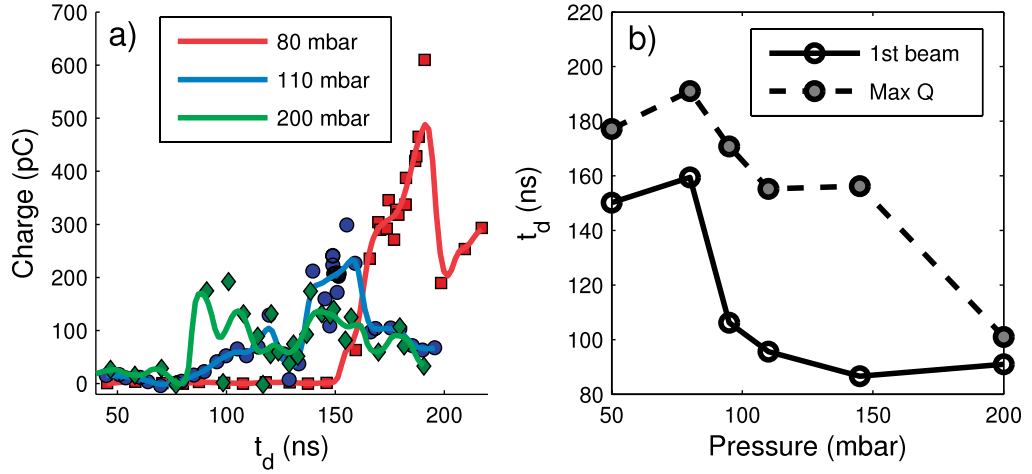 a)
80 mbar
110 mbar
200 mbar
700
600
500
400
300
200
100
0
Charge (pC)
50
100
150
200
t_d (ns)
b)
1st beam
Max Q
220
200
180
160
140
120
100
80
t_d (ns)
50
100
150
200
Pressure (mbar)